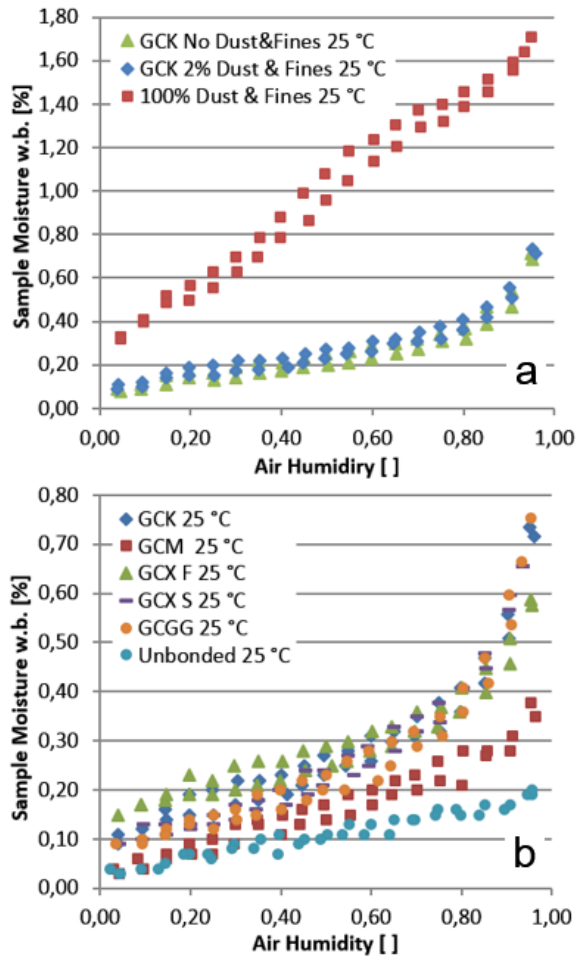 1,80
1,60
1,40
1,20
1,00
0,80
0,60
0,40
0,20
0,00
Sample Moisture w.b. [%]
GCK No Dust&Fines 25 °C
GCK 2% Dust & Fines 25 °C
100% Dust & Fines 25 °C
a
0,00 0,20 0,40 0,60 0,80 1,00
Air Humidiry [ ]
0,80
0,70
0,60
0,50
0,40
0,30
0,20
0,10
0,00
Sample Moisture w.b. [%]
GCK 25 °C
GCM 25 °C
GCX F 25 °C
GCX S 25 °C
GCGG 25 °C
Unbonded 25 °C
b
0,00 0,20 0,40 0,60 0,80 1,00
Air Humidity [ ]